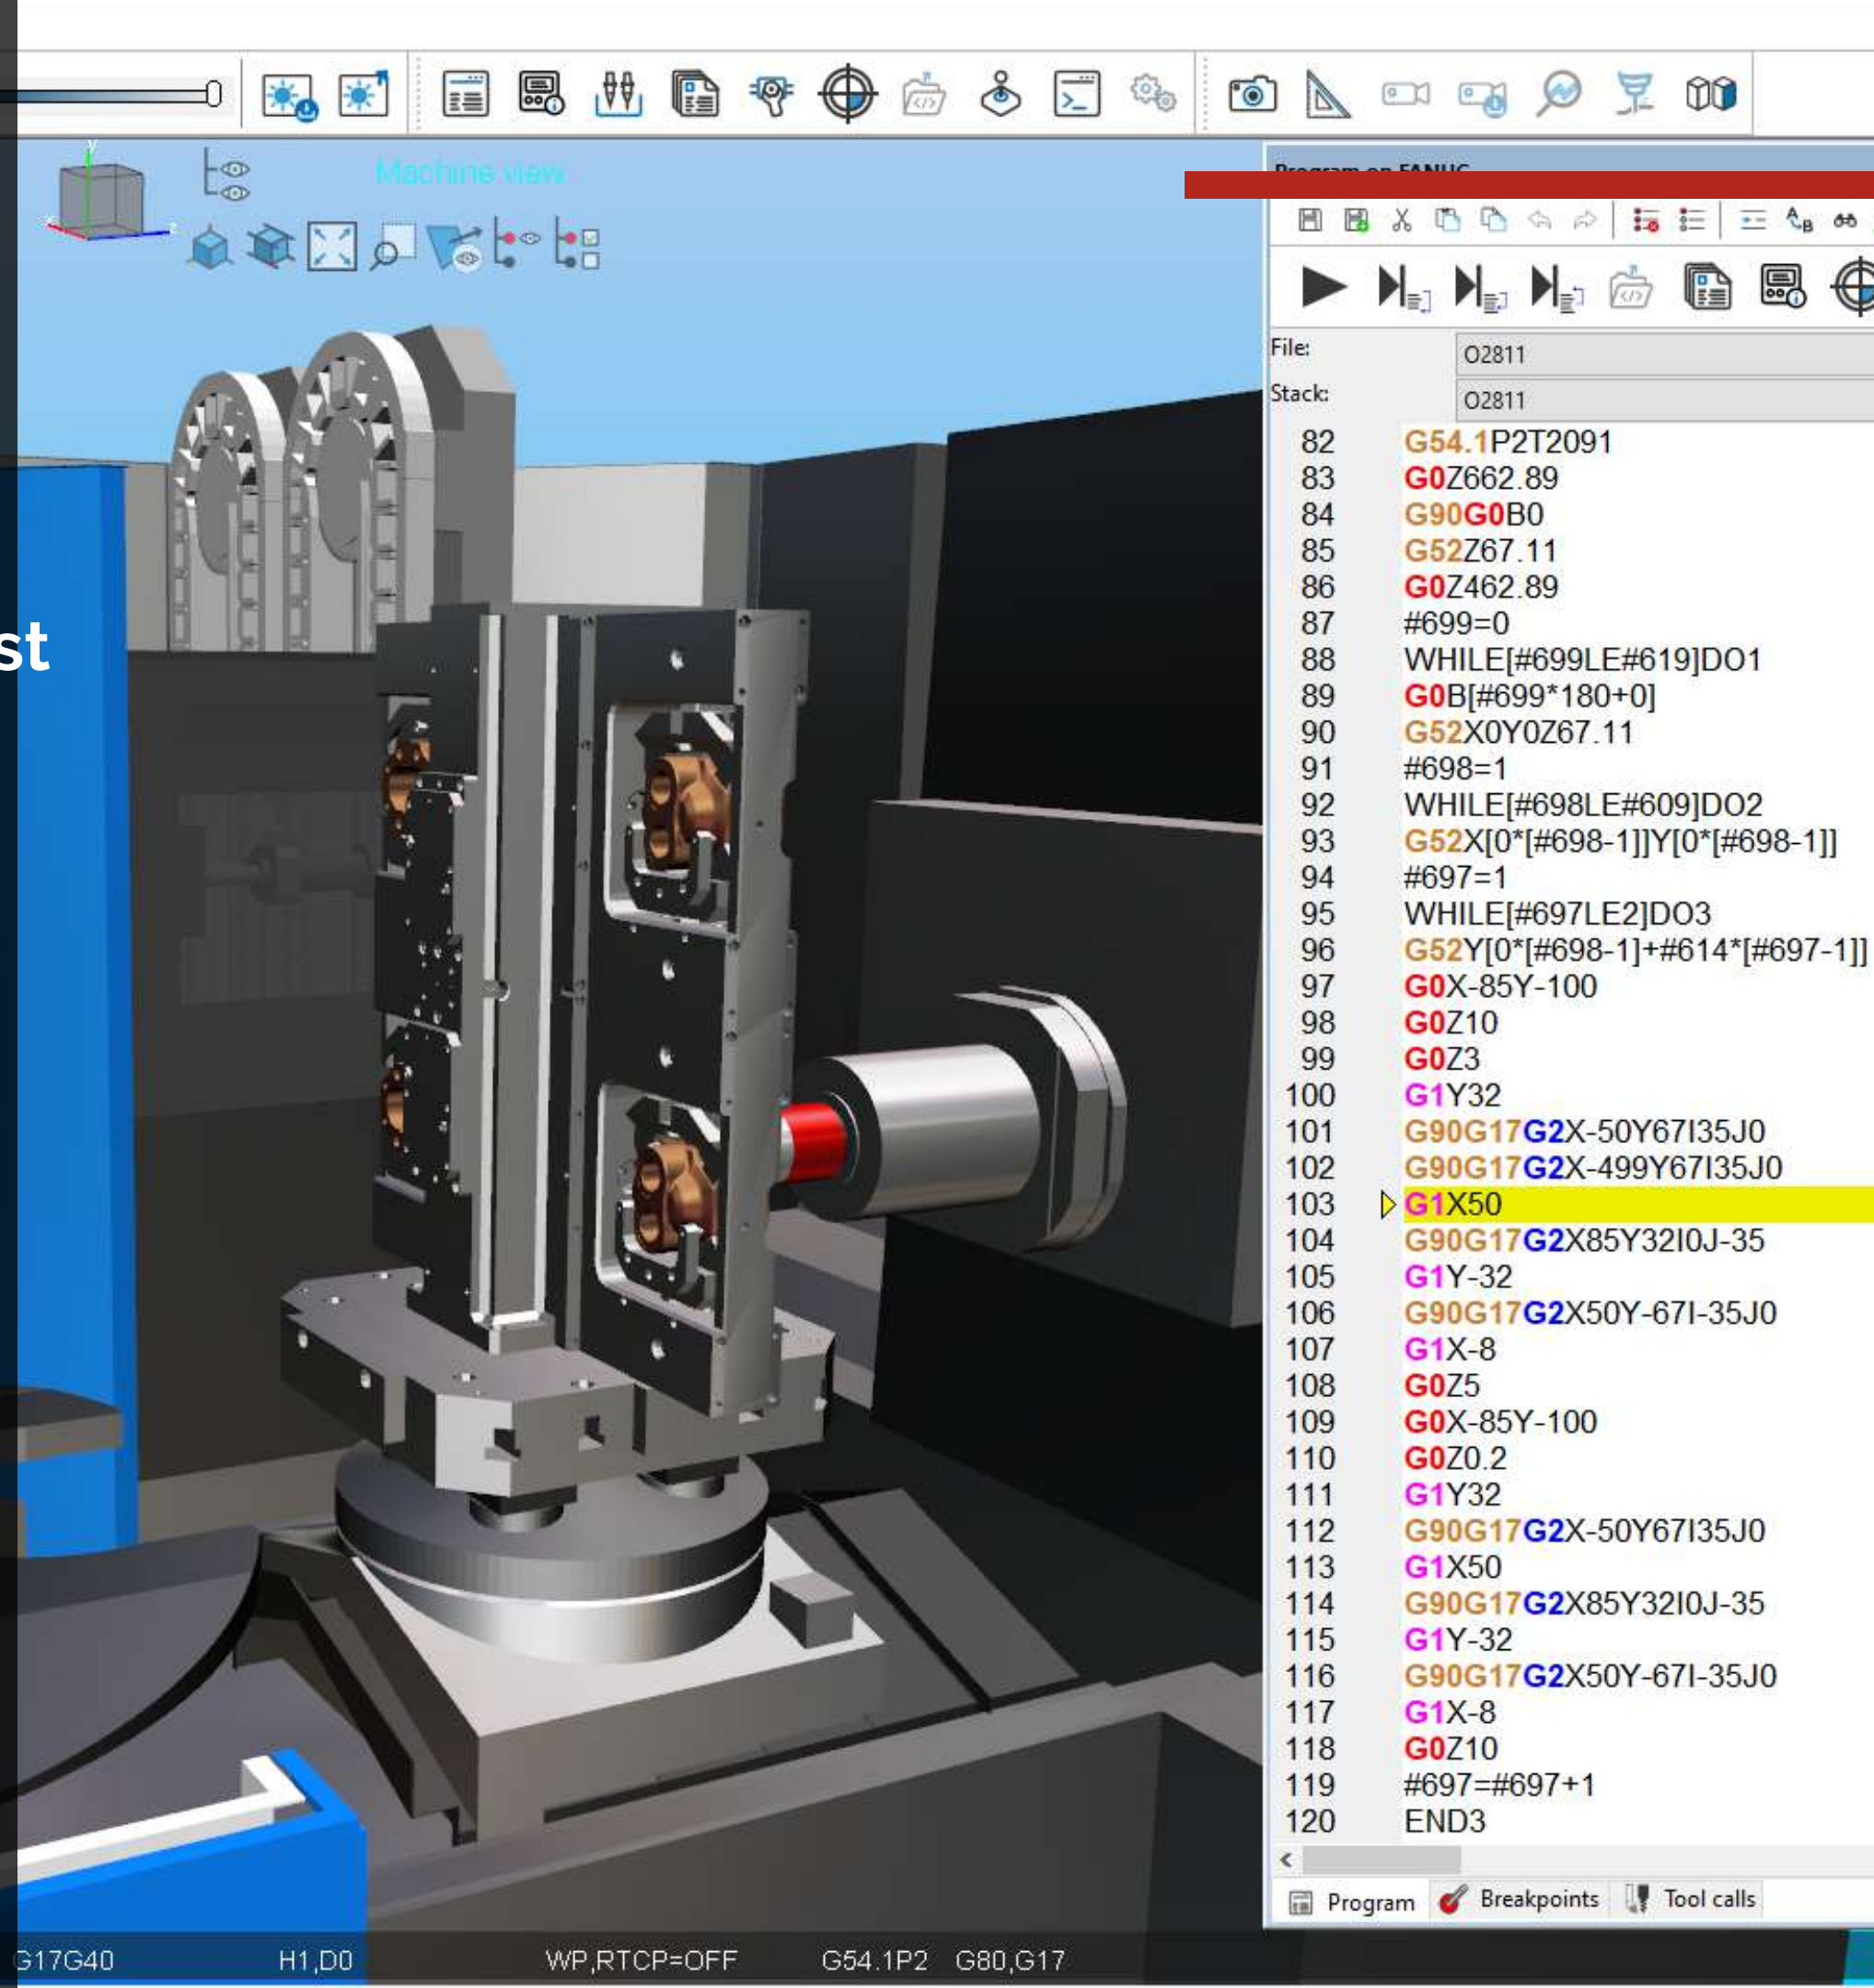 Machine view
Program on FANUC
File: O2811
Stack: O2811
st
82 G54.1P2T2091
83 G0Z662.89
84 G90G0B0
85 G52Z67.11
86 G0Z462.89
87 #699=0
88 WHILE[#699LE#619]DO1
89 G0B[#699*180+0]
90 G52X0Y0Z67.11
91 #698=1
92 WHILE[#698LE#609]DO2
93 G52X[0*[#698-1]]Y[0*[#698-1]]
94 #697=1
95 WHILE[#697LE2]DO3
96 G52Y[0*[#698-1]+#614*[#697-1]]
97 G0X-85Y-100
98 G0Z10
99 G0Z3
100 G1Y32
101 G90G17G2X-50Y67I35J0
102 G90G17G2X-499Y67I35J0
103 G1X50
104 G90G17G2X85Y32I0J-35
105 G1Y-32
106 G90G17G2X50Y-67I-35J0
107 G1X-8
108 G0Z5
109 G0X-85Y-100
110 G0Z0.2
111 G1Y32
112 G90G17G2X-50Y67I35J0
113 G1X50
114 G90G17G2X85Y32I0J-35
115 G1Y-32
116 G90G17G2X50Y-67I-35J0
117 G1X-8
118 G0Z10
119 #697=#697+1
120 END3
Program Breakpoints Tool calls
G17G40 H1,D0 WP,RTCP=OFF G54.1P2 G80,G17